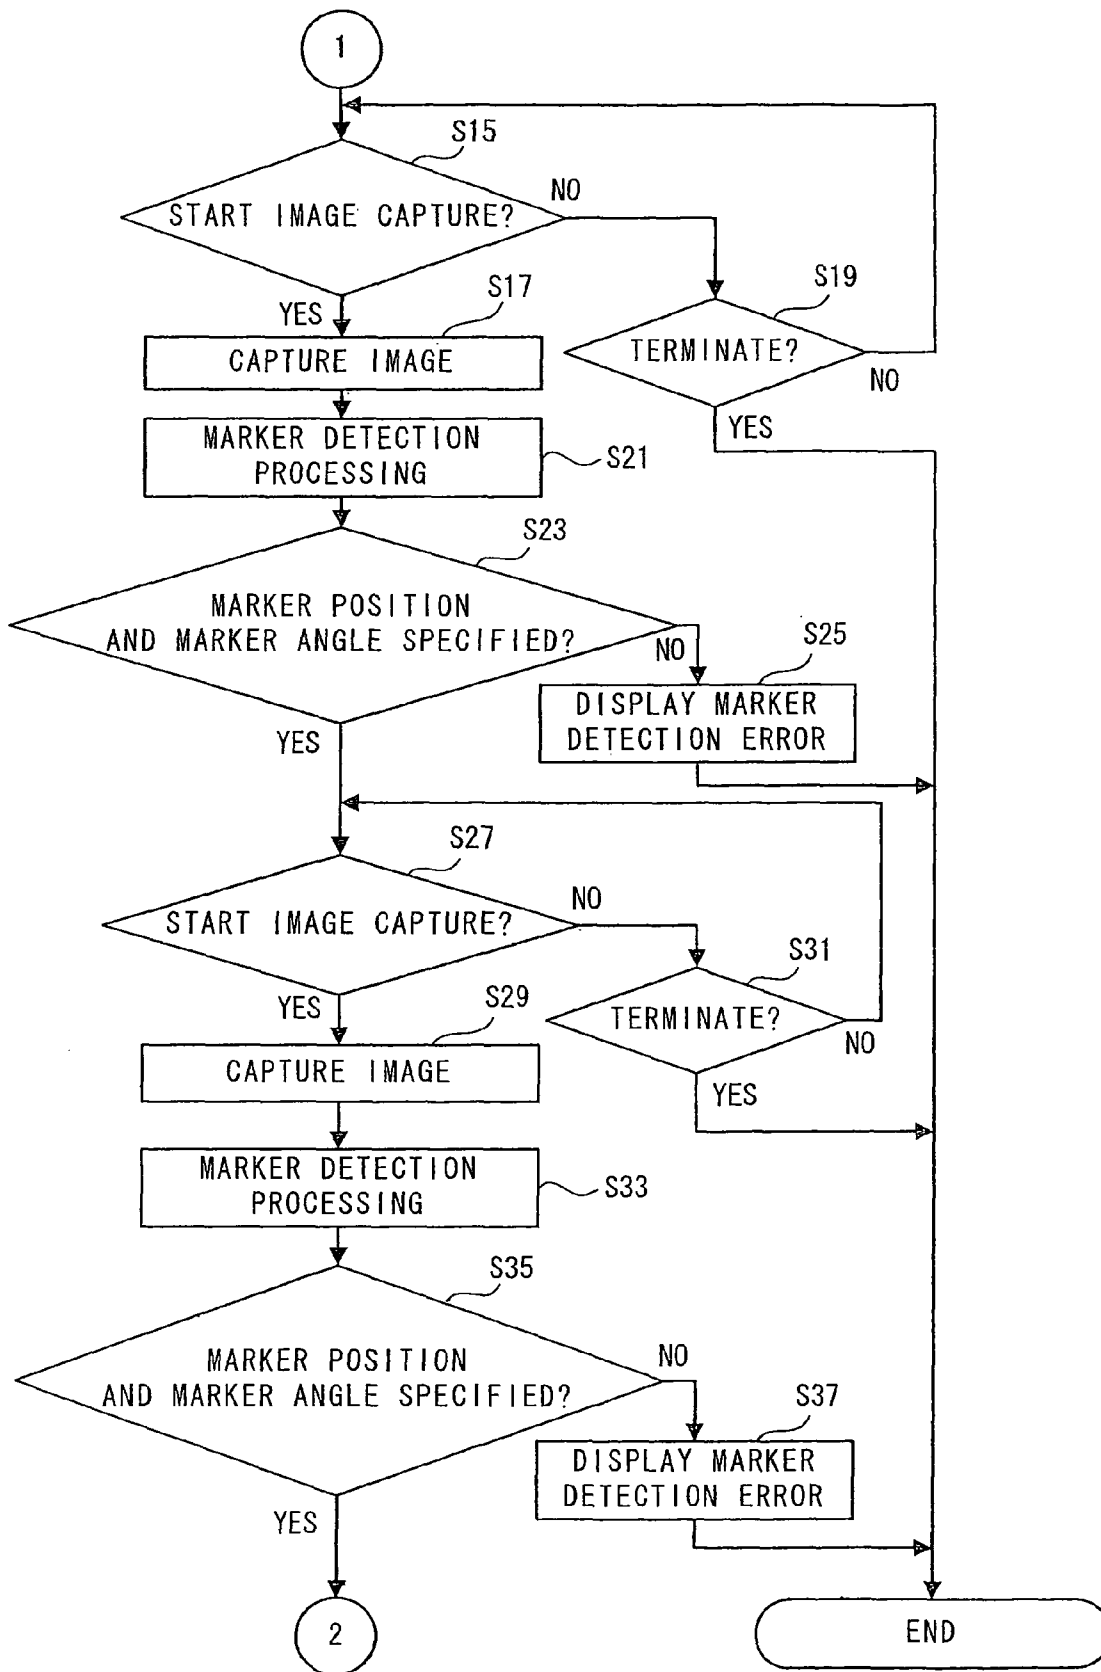 1
S15
START IMAGE CAPTURE?
NO
S17
S19
YES
CAPTURE IMAGE
TERMINATE?
NO
MARKER DETECTION
PROCESSING
S21
YES
S23
MARKER POSITION
AND MARKER ANGLE SPECIFIED?
NO
S25
DISPLAY MARKER
DETECTION ERROR
YES
S27
START IMAGE CAPTURE?
NO
S31
YES
S29
TERMINATE?
NO
CAPTURE IMAGE
YES
MARKER DETECTION
PROCESSING
S33
S35
MARKER POSITION
AND MARKER ANGLE SPECIFIED?
NO
S37
DISPLAY MARKER
DETECTION ERROR
YES
2
END